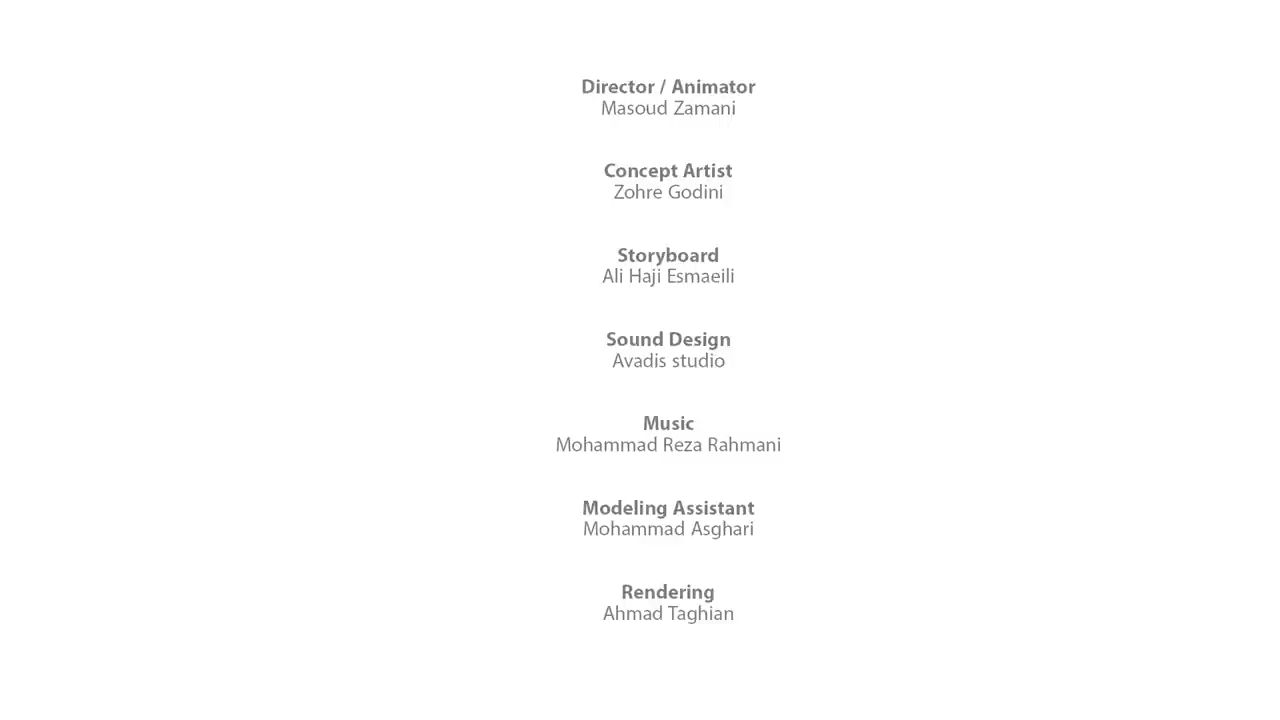 Director / Animator
Masoud Zamani
Concept Artist
Zohre Godini
Storyboard
Ali Haji Esmaeili
Sound Design
Avadis studio
Music
Mohammad Reza Rahmani
Modeling Assistant
Mohammad Asghari
Rendering
Ahmad Taghian